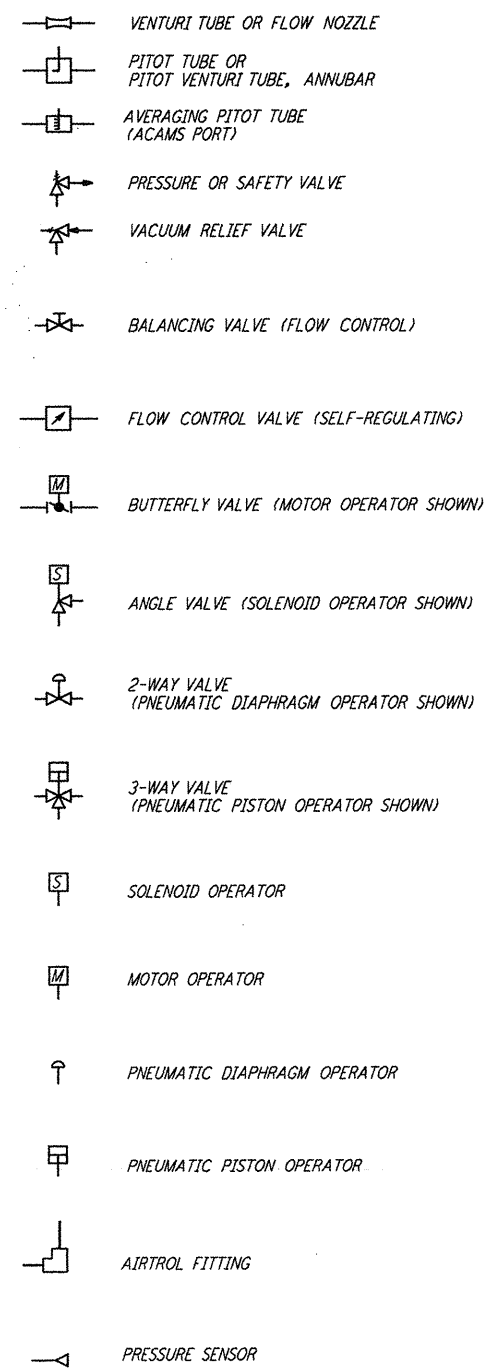 VENTURI TUBE OR FLOW NOZZLE
PITOT TUBE OR
PITOT VENTURI TUBE, ANNUBAR
AVERAGING PITOT TUBE
(ACAMS PORT)
PRESSURE OR SAFETY VALVE
VACUUM RELIEF VALVE
BALANCING VALVE (FLOW CONTROL)
FLOW CONTROL VALVE (SELF-REGULATING)
M
BUTTERFLY VALVE (MOTOR OPERATOR SHOWN)
S
ANGLE VALVE (SOLENOID OPERATOR SHOWN)
2-WAY VALVE
(PNEUMATIC DIAPHRAGM OPERATOR SHOWN)
3-WAY VALVE
(PNEUMATIC PISTON OPERATOR SHOWN)
S
SOLENOID OPERATOR
M
MOTOR OPERATOR
PNEUMATIC DIAPHRAGM OPERATOR
PNEUMATIC PISTON OPERATOR
AIRTROL FITTING
PRESSURE SENSOR